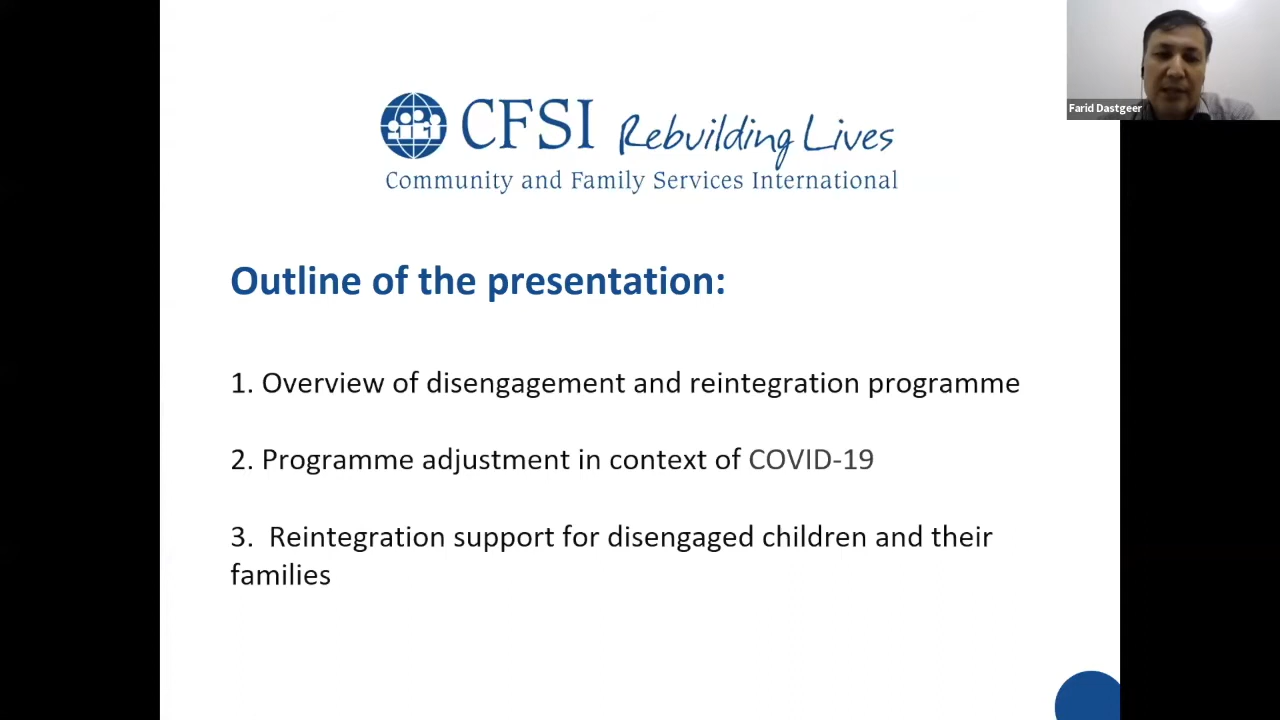 Farid Dastgeer
CFSI Rebuilding Lives
Community and Family Services International
Outline of the presentation:
1. Overview of disengagement and reintegration programme
2. Programme adjustment in context of COVID-19
3. Reintegration support for disengaged children and their
families